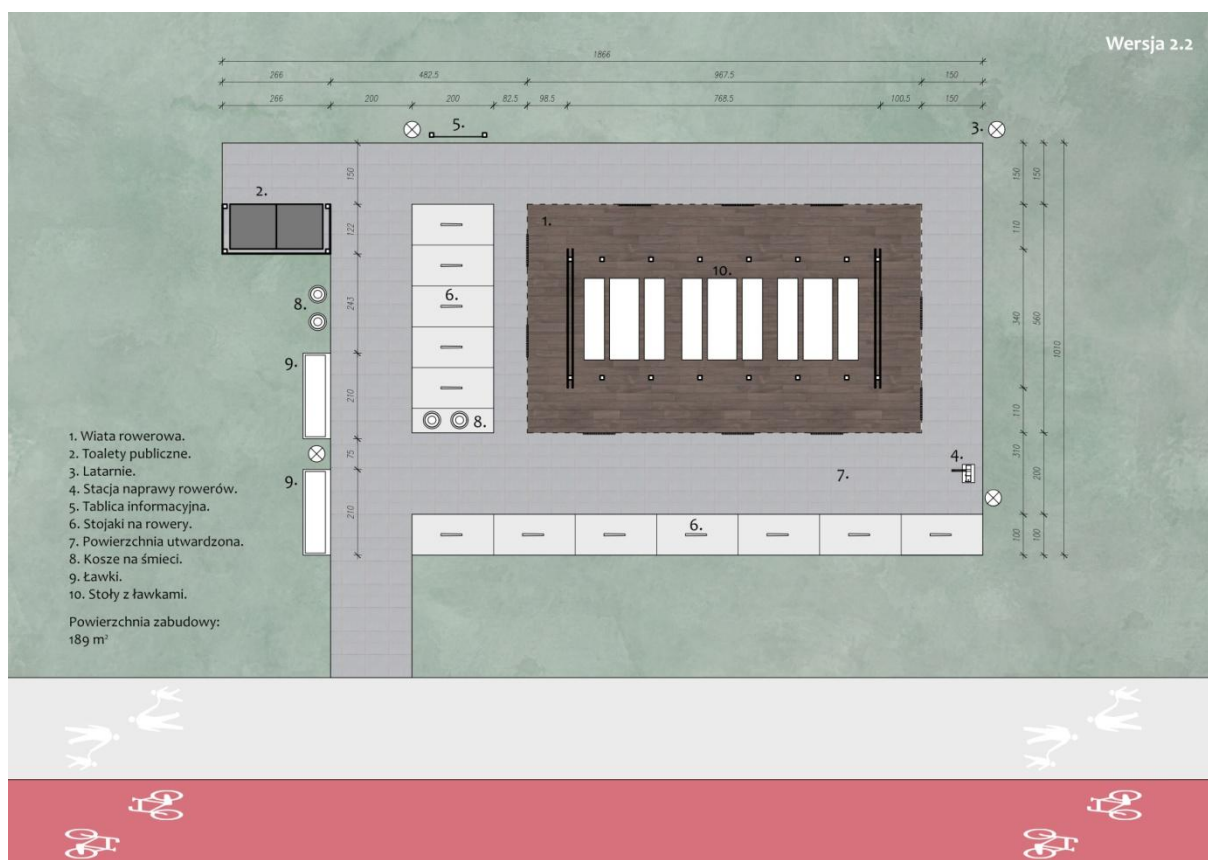 Wersja 2.2
1866
266 482.5 967.5 150
266 200 200 82.5 98.5 768.5 100.5 150
5.
3.
150
150
150
2.
1.
122
110
10.
6.
8.
243
340
560
1010
9.
210
110
8.
1. Wiata rowerowa.
2. Toalety publiczne.
3. Latarnie.
4. Stacja naprawy rowerów.
5. Tablica informacyjna.
6. Stojaki na rowery.
7. Powierzchnia utwardzona.
8. Kosze na śmieci.
9. Ławki.
10. Stoły z ławkami.
Powierzchnia zabudowy:
189 m²
75
310
4.
7.
200
9.
210
6.
100
100